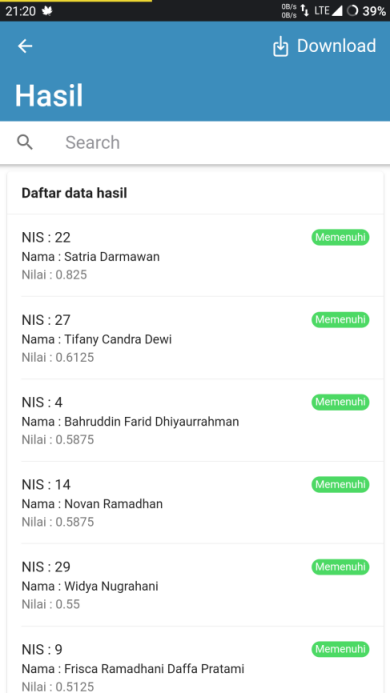 21:20 0B/s 0B/s LTE 39%
Download
Hasil
Search
Daftar data hasil
NIS : 22 Memenuhi
Nama : Satria Darmawan
Nilai : 0.825
NIS : 27 Memenuhi
Nama : Tifany Candra Dewi
Nilai : 0.6125
NIS : 4 Memenuhi
Nama : Bahruddin Farid Dhiyaurrahman
Nilai : 0.5875
NIS : 14 Memenuhi
Nama : Novan Ramadhan
Nilai : 0.5875
NIS : 29 Memenuhi
Nama : Widya Nugrahani
Nilai : 0.55
NIS : 9 Memenuhi
Nama : Frisca Ramadhani Daffa Pratami
Nilai : 0.5125